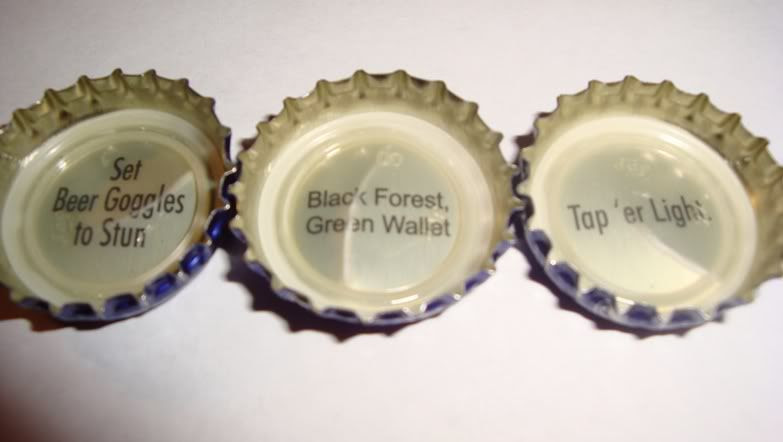 Set
Beer Goggles
to Stun
Black Forest,
Green Wallet
Tap 'er Light.